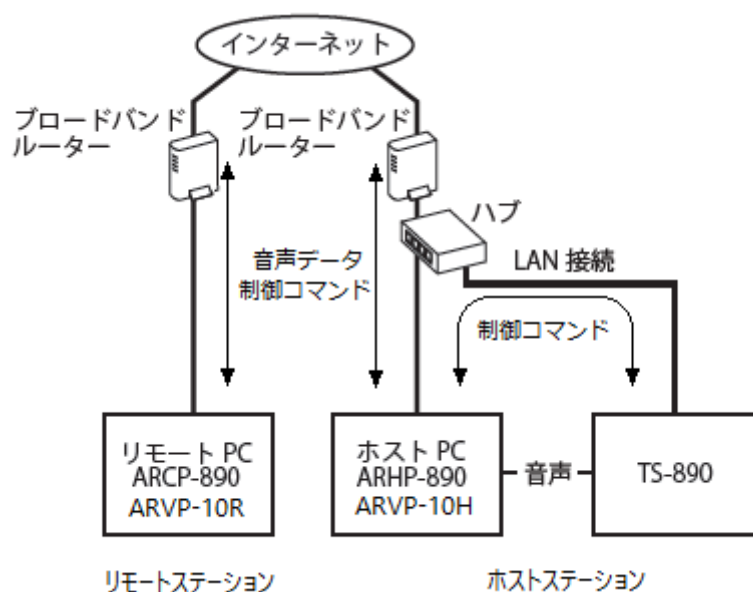 インターネット
ブロードバンド
ルーター
ブロードバンド
ルーター
ハブ
LAN 接続
音声データ
制御コマンド
制御コマンド
リモート PC
ARCP-890
ARVP-10R
ホスト PC
ARHP-890
ARVP-10H
音声
TS-890
リモートステーション
ホストステーション